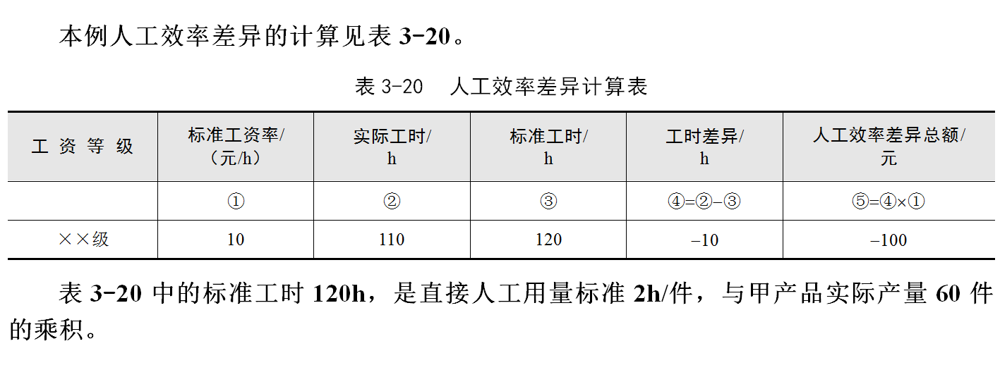 本例人工效率差异的计算见表 3-20。
表 3-20 人工效率差异计算表
工资等级 标准工资率/（元/h） 实际工时/h 标准工时/h 工时差异/h 人工效率差异总额/元
① ② ③ ④=②-③ ⑤=④×①
××级 10 110 120 -10 -100
表 3-20 中的标准工时 120h，是直接人工用量标准 2h/件，与甲产品实际产量 60 件
的乘积。